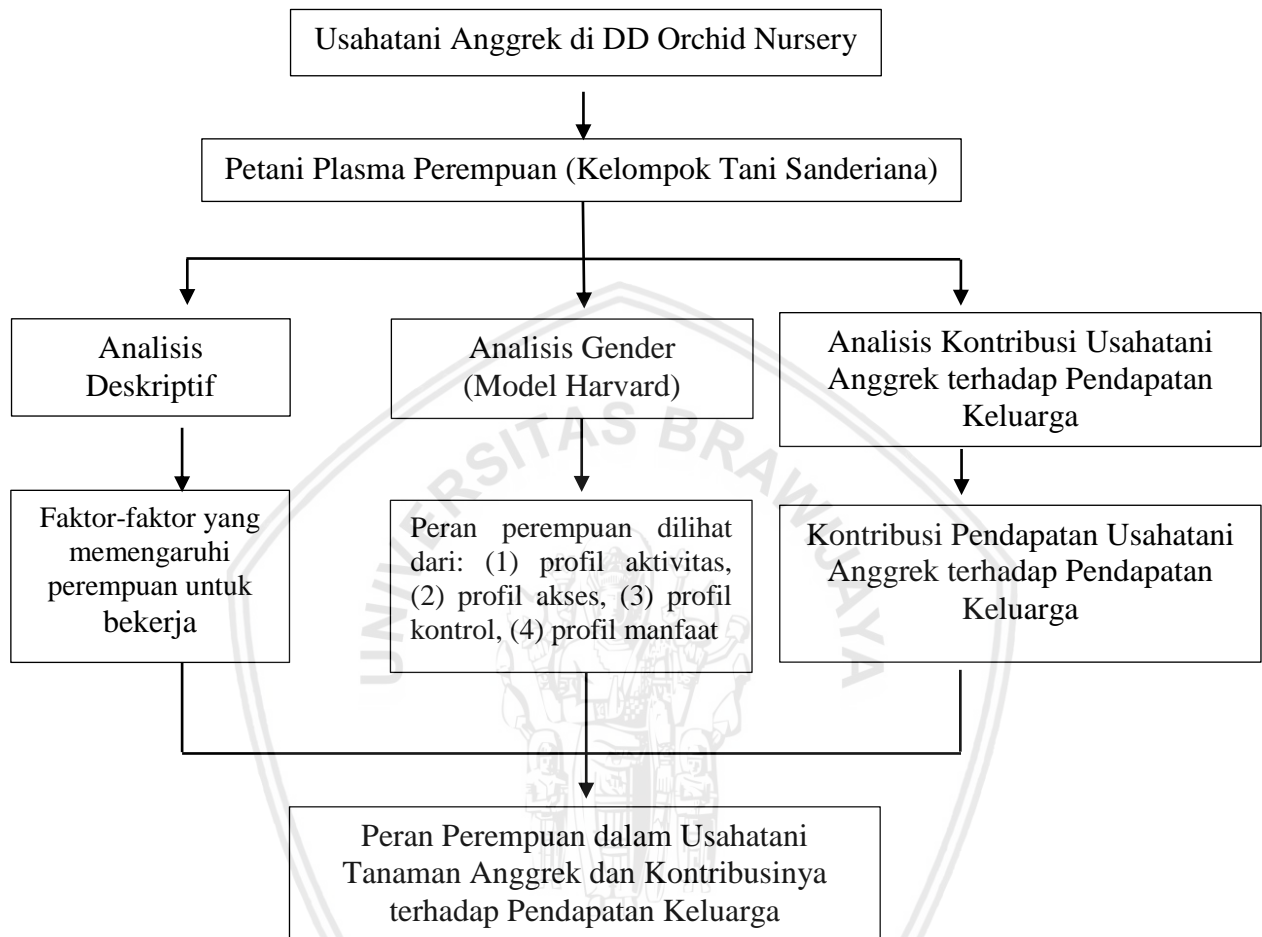 Usahatani Anggrek di DD Orchid Nursery
Petani Plasma Perempuan (Kelompok Tani Sanderiana)
Analisis
Deskriptif
Analisis Gender
(Model Harvard)
Analisis Kontribusi Usahatani
Anggrek terhadap Pendapatan
Keluarga
Faktor-faktor yang
memengaruhi
perempuan untuk
bekerja
Peran perempuan dilihat
dari: (1) profil aktivitas,
(2) profil akses, (3) profil
kontrol, (4) profil manfaat
Kontribusi Pendapatan Usahatani
Anggrek terhadap Pendapatan
Keluarga
Peran Perempuan dalam Usahatani
Tanaman Anggrek dan Kontribusinya
terhadap Pendapatan Keluarga
UNIVERSITAS BRAWIJAYA